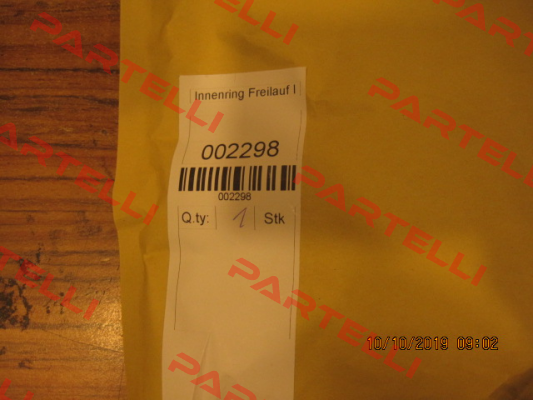 PARTELLI
PARTELLI
Innenring Freilauf I
002298
002298
Q.ty: 1 Stk
PARTELLI
PARTELLI
PARTELLI
PARTELLI
10/10/2019 09:02
PARTELLI